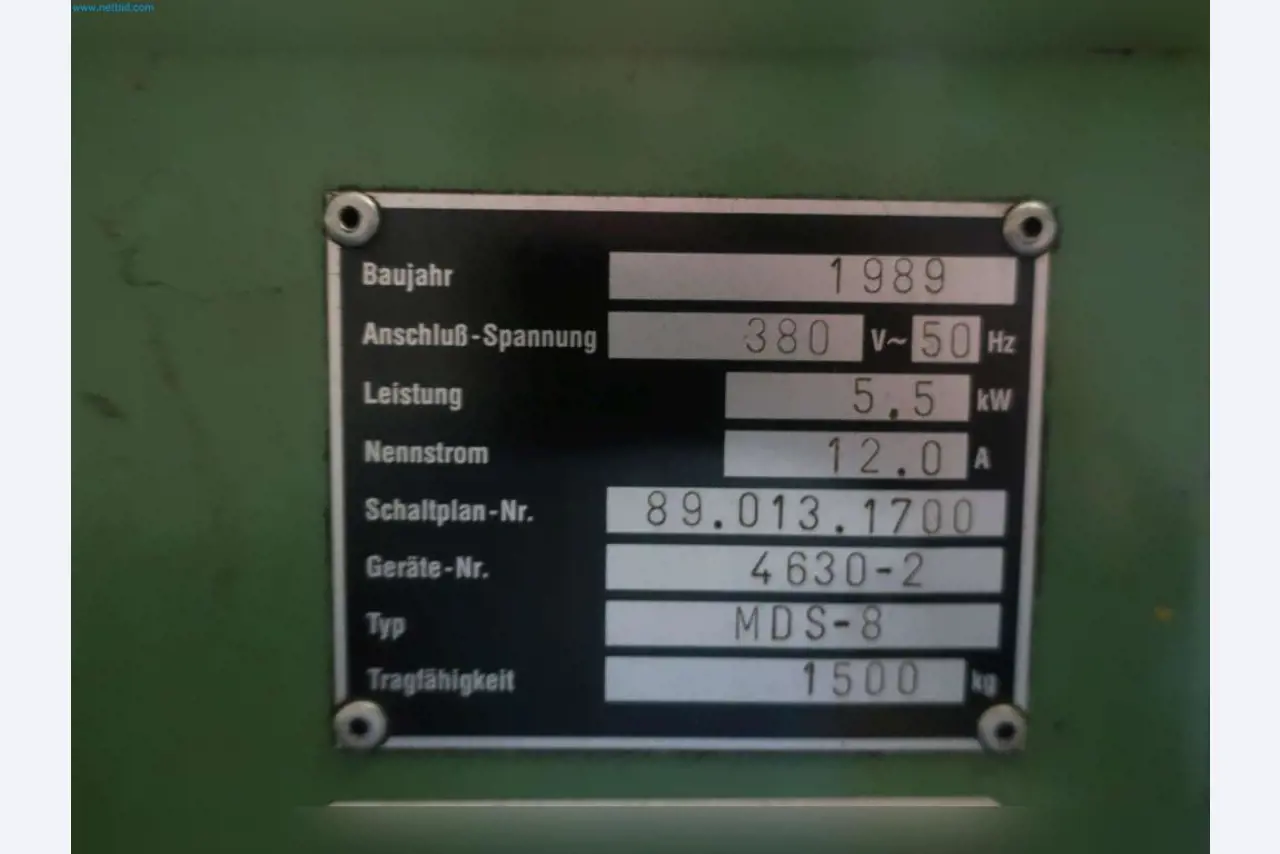 www.netbid.com
Baujahr 1989
Anschluß-Spannung 380 V~ 50 Hz
Leistung 5.5 kW
Nennstrom 12.0 A
Schaltplan-Nr. 89.013.1700
Geräte-Nr. 4630-2
Typ MDS-8
Tragfähigkeit 1500 kg